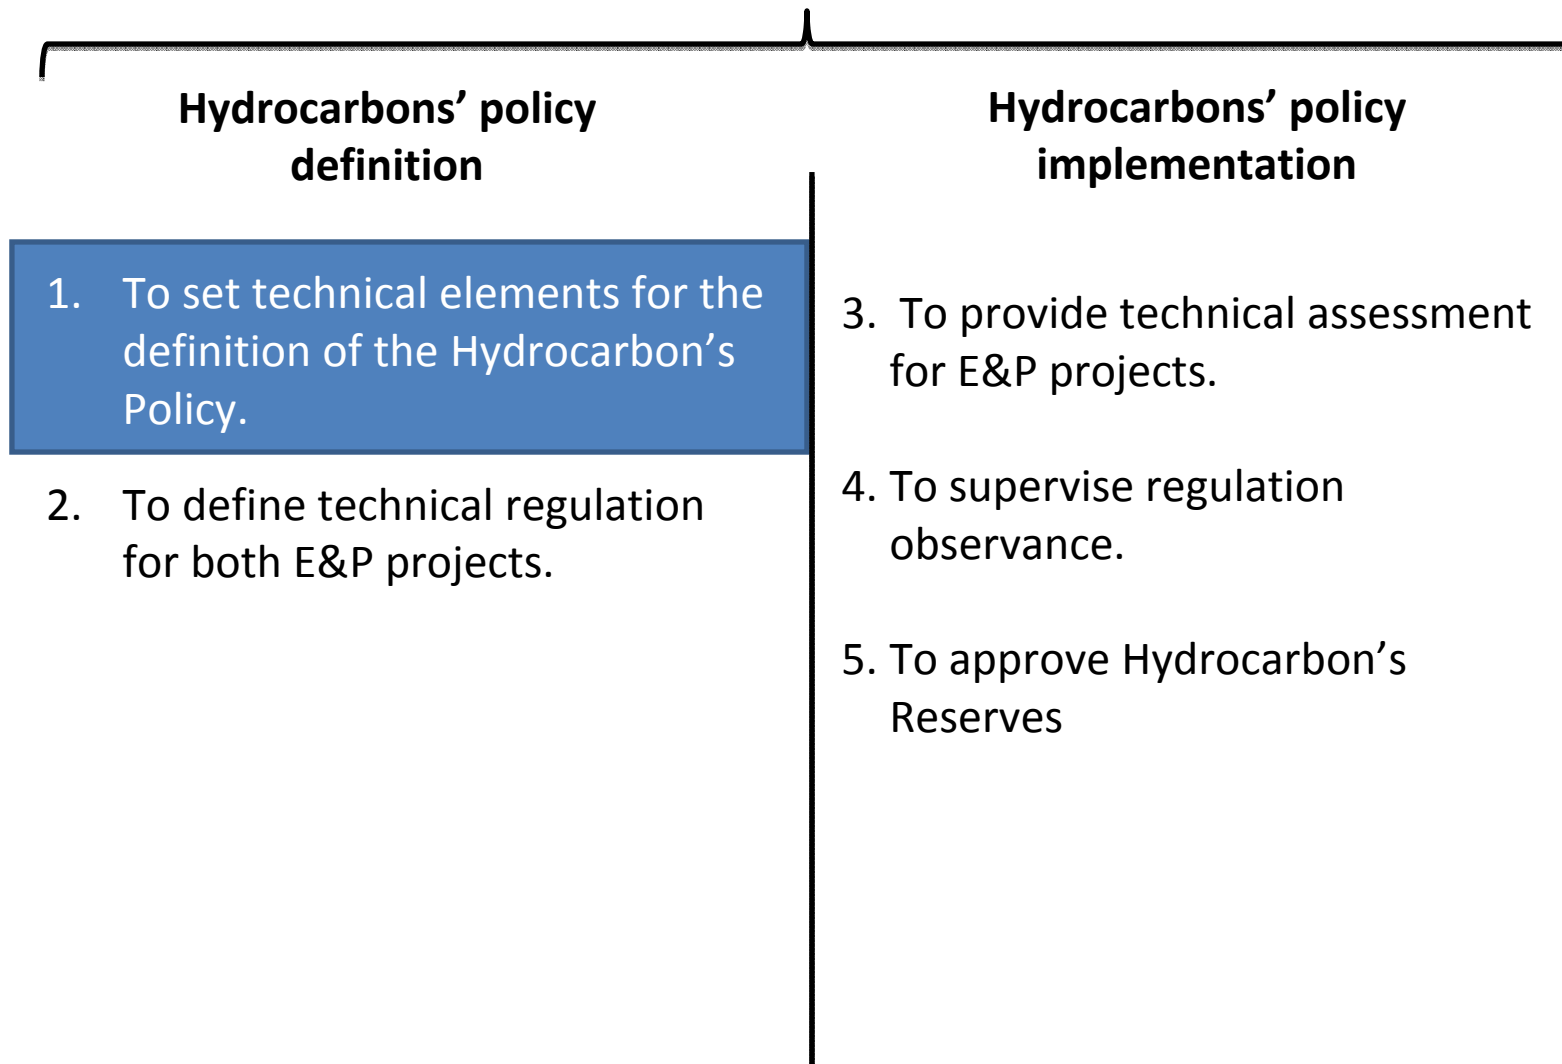 Hydrocarbons’ policy
definition
1. To set technical elements for the
definition of the Hydrocarbon’s
Policy.
2. To define technical regulation
for both E&P projects.
Hydrocarbons’ policy
implementation
3. To provide technical assessment
for E&P projects.
4. To supervise regulation
observance.
5. To approve Hydrocarbon’s
Reserves